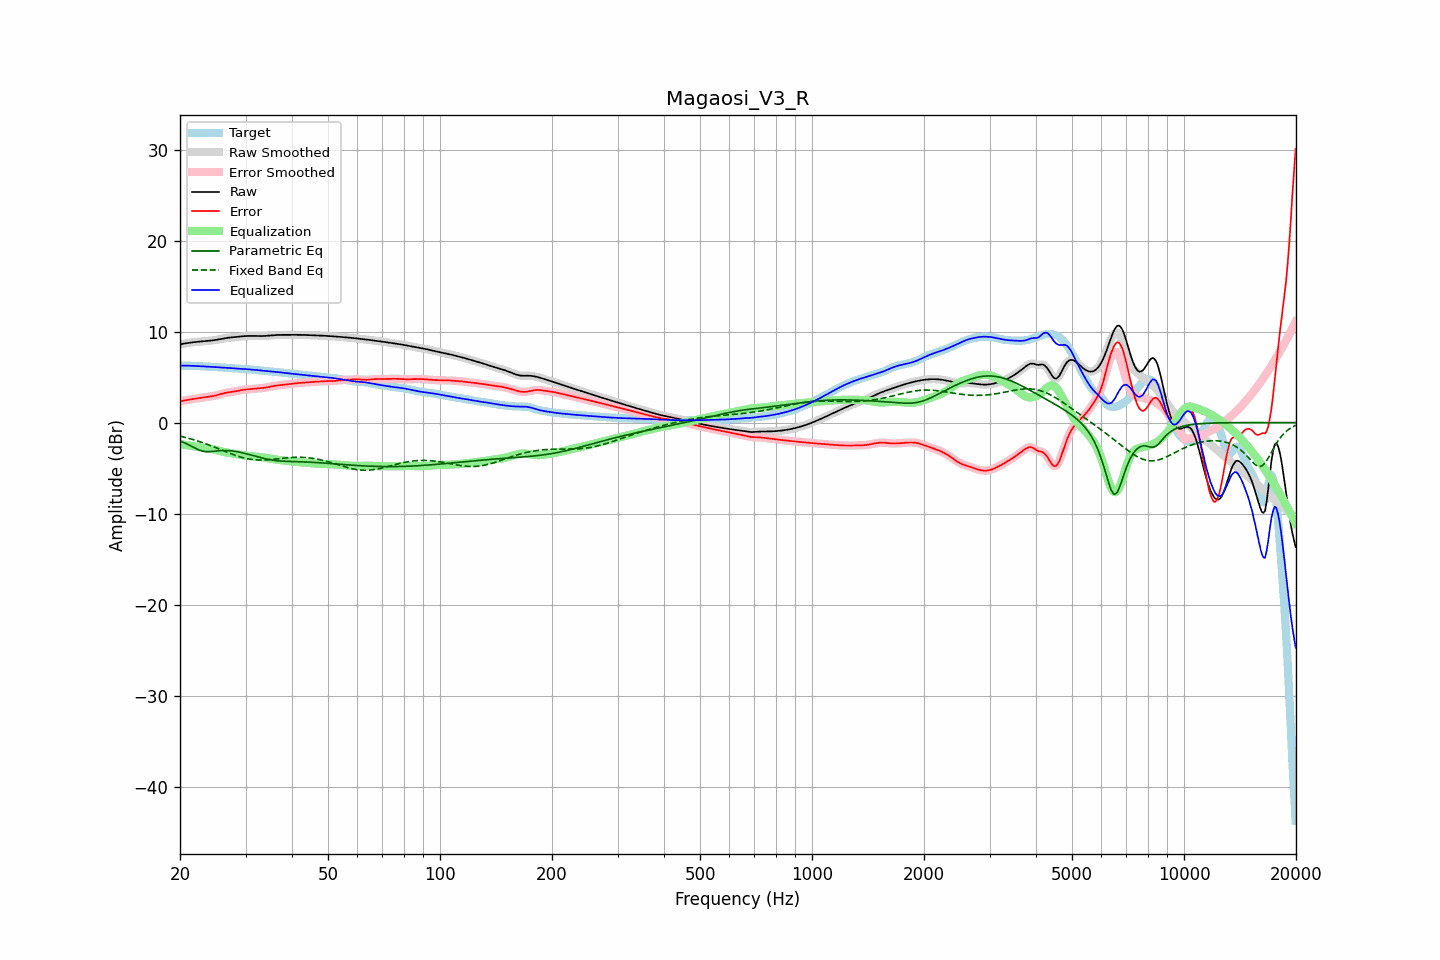 Magaosi_V3_R
Target
Raw Smoothed
Error Smoothed
Raw
Error
Equalization
Parametric Eq
Fixed Band Eq
Equalized
30
20
10
0
−10
−20
−30
−40
Amplitude (dBr)
20 50 100 200 500 1000 2000 5000 10000 20000
Frequency (Hz)